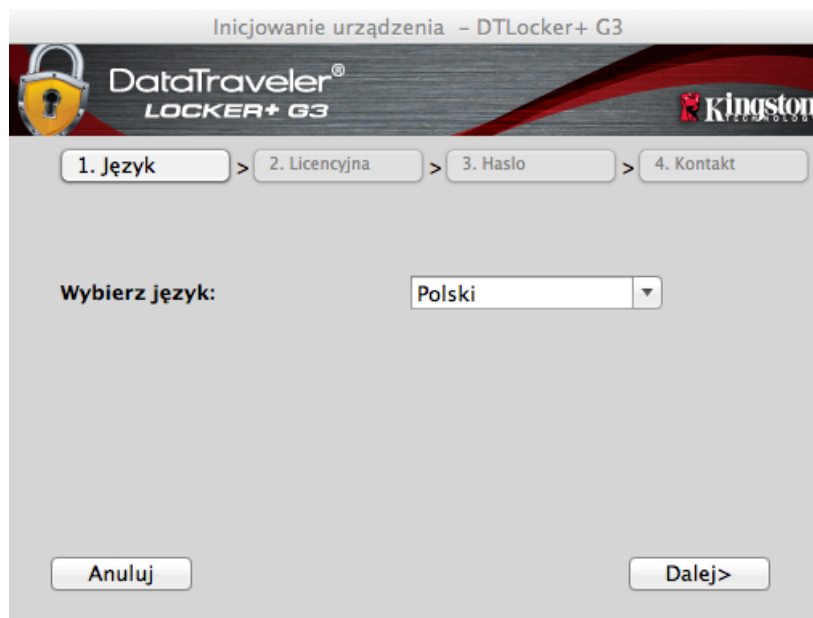 Inicjowanie urządzenia – DTLocker+ G3
DataTraveler®
LOCKER+ G3
Kingston
TECHNOLOG
1. Język > 2. Licencyjna > 3. Haslo > 4. Kontakt
Wybierz język: Polski
Anuluj Dalej>